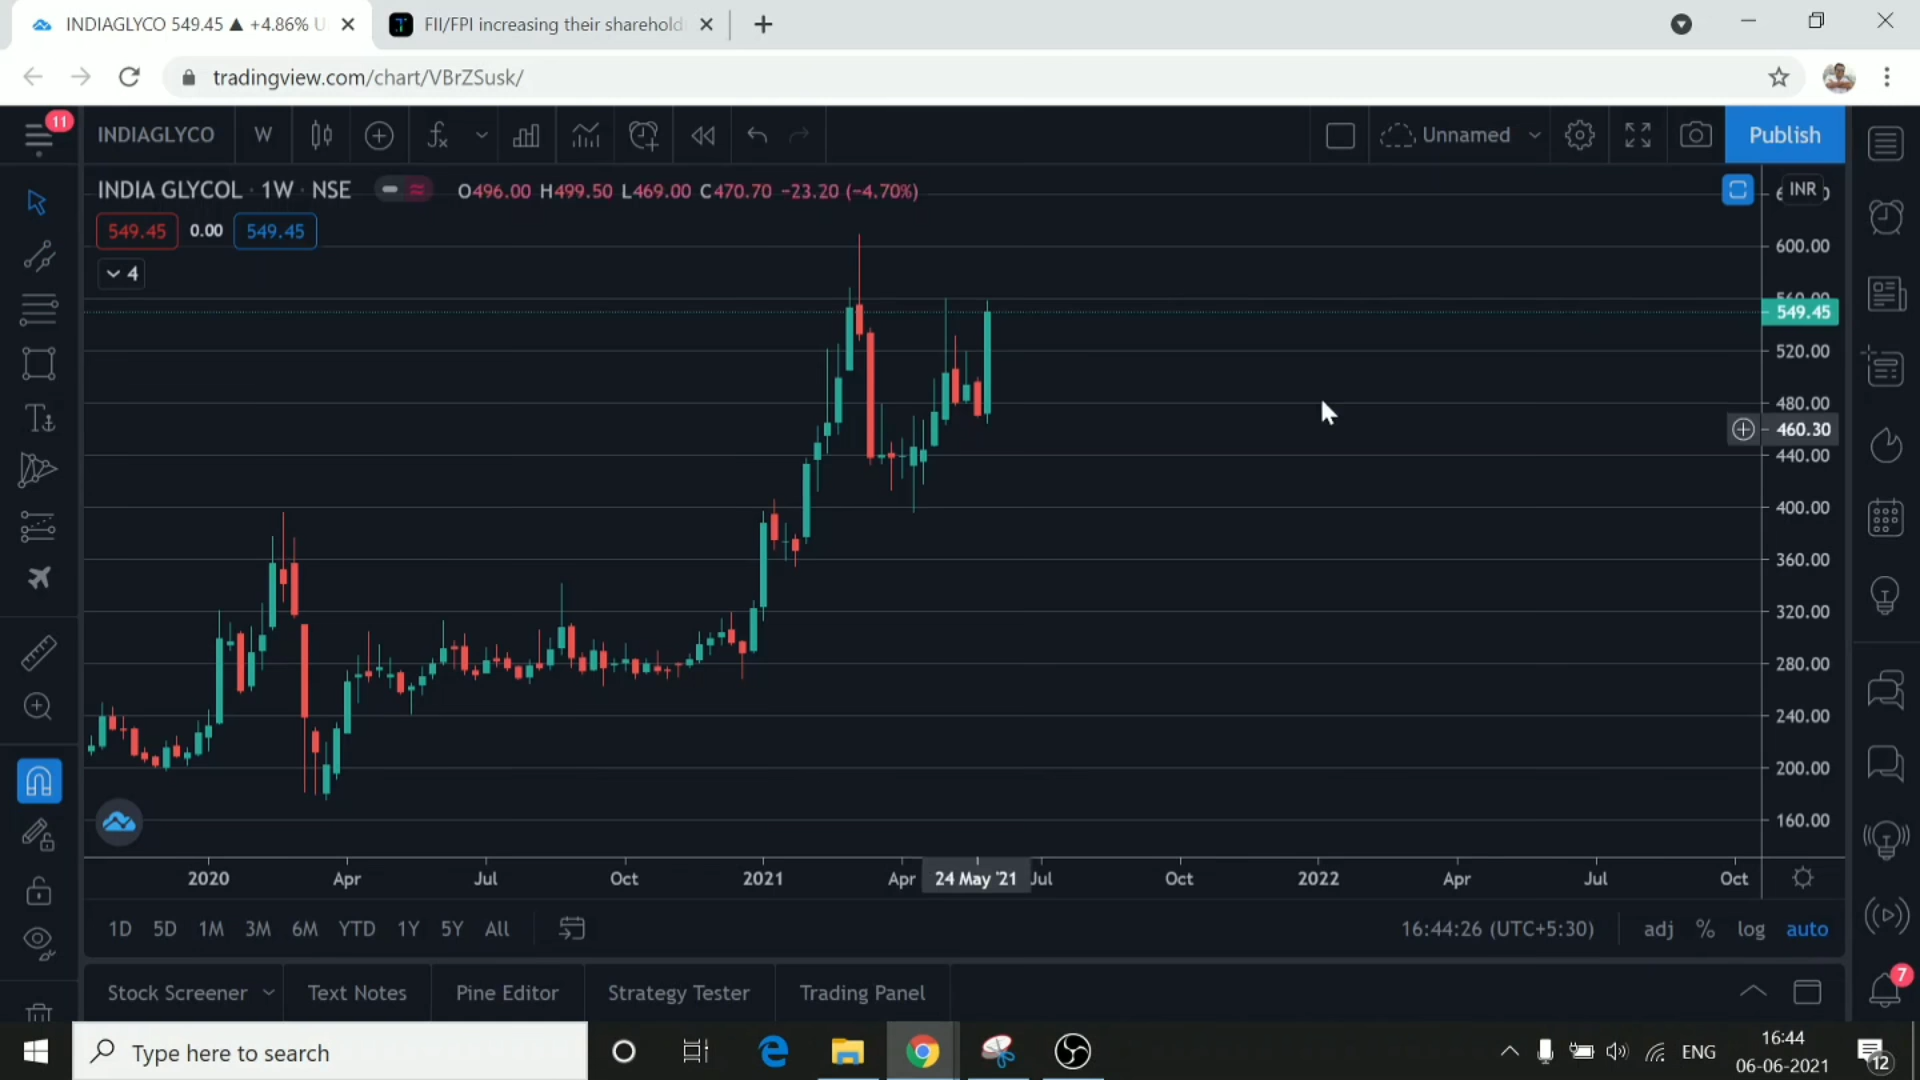 INDIAGLYCO 549.45 ▲ +4.86% U
FII/FPI increasing their sharehold
tradingview.com/chart/VBrZSusk/
11
INDIAGLYCO
W
Unnamed
Publish
INDIA GLYCOL · 1W · NSE
O496.00 H499.50 L469.00 C470.70 −23.20 (−4.70%)
INR
549.45
0.00
549.45
4
600.00
560.00
549.45
520.00
480.00
460.30
440.00
400.00
360.00
320.00
280.00
240.00
200.00
160.00
2020 Apr Jul Oct 2021 Apr 24 May '21 Jul Oct 2022 Apr Jul Oct
1D 5D 1M 3M 6M YTD 1Y 5Y All
16:44:26 (UTC+5:30)
adj % log auto
Stock Screener
Text Notes
Pine Editor
Strategy Tester
Trading Panel
7
Type here to search
ENG
16:44
06-06-2021
12